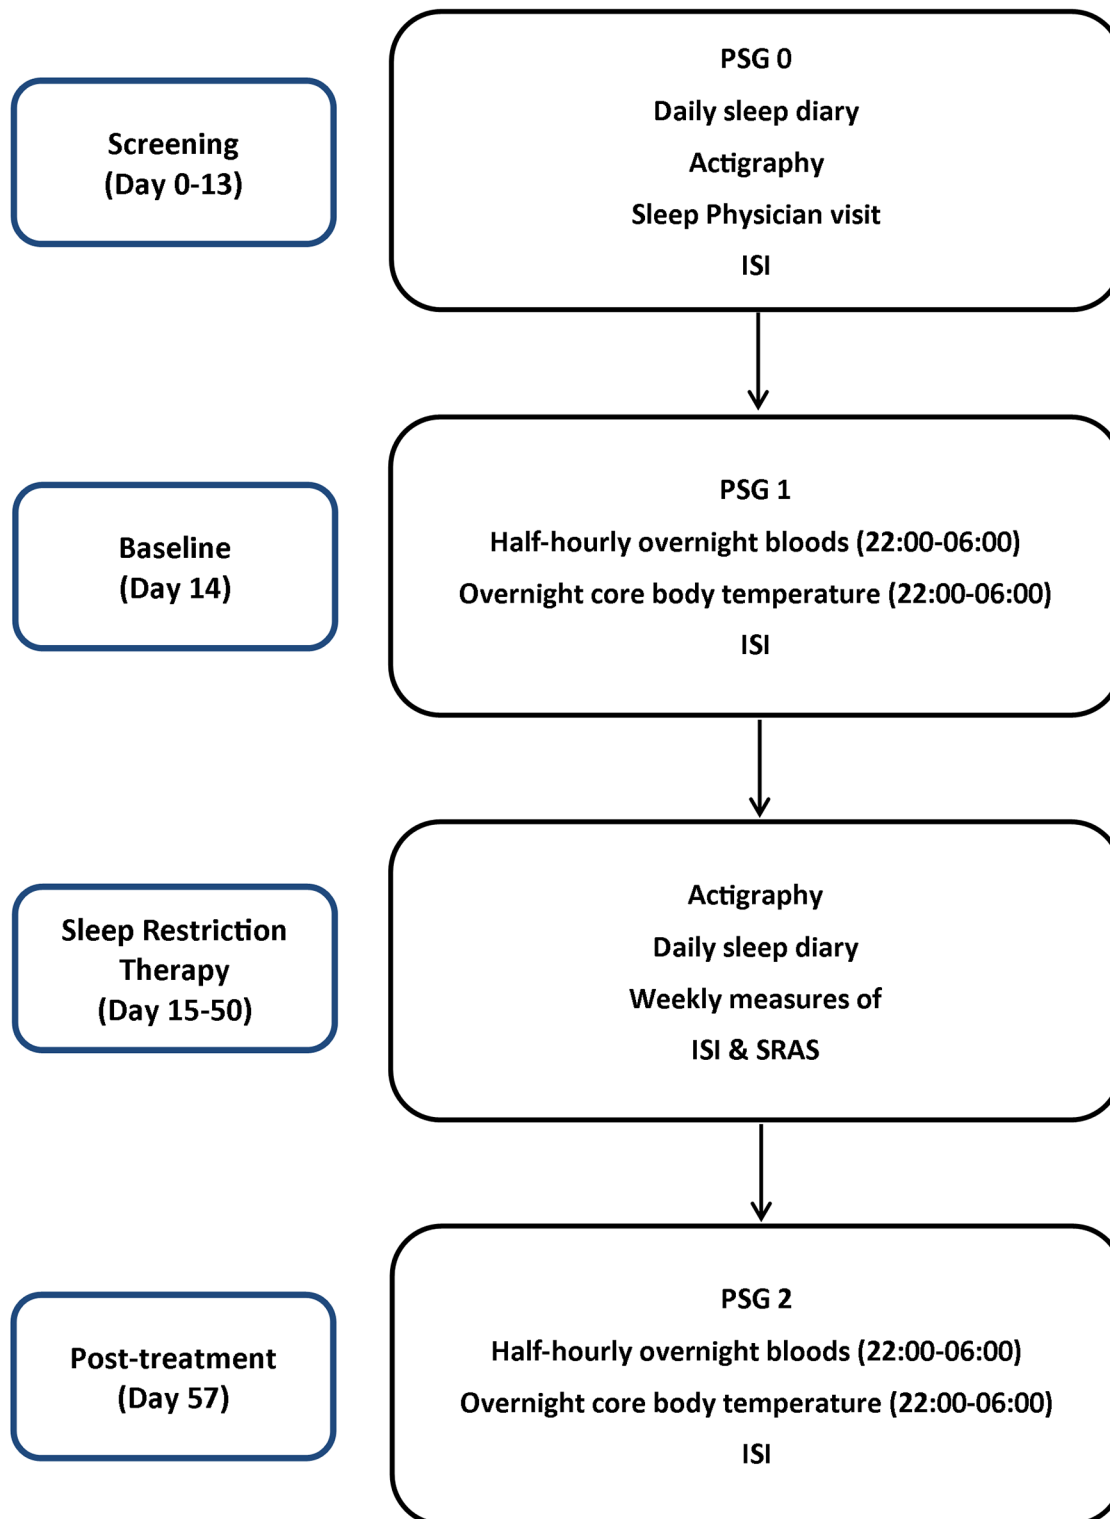 Screening
(Day 0-13)
PSG 0
Daily sleep diary
Actigraphy
Sleep Physician visit
ISI
Baseline
(Day 14)
PSG 1
Half-hourly overnight bloods (22:00-06:00)
Overnight core body temperature (22:00-06:00)
ISI
Sleep Restriction
Therapy
(Day 15-50)
Actigraphy
Daily sleep diary
Weekly measures of
ISI & SRAS
Post-treatment
(Day 57)
PSG 2
Half-hourly overnight bloods (22:00-06:00)
Overnight core body temperature (22:00-06:00)
ISI